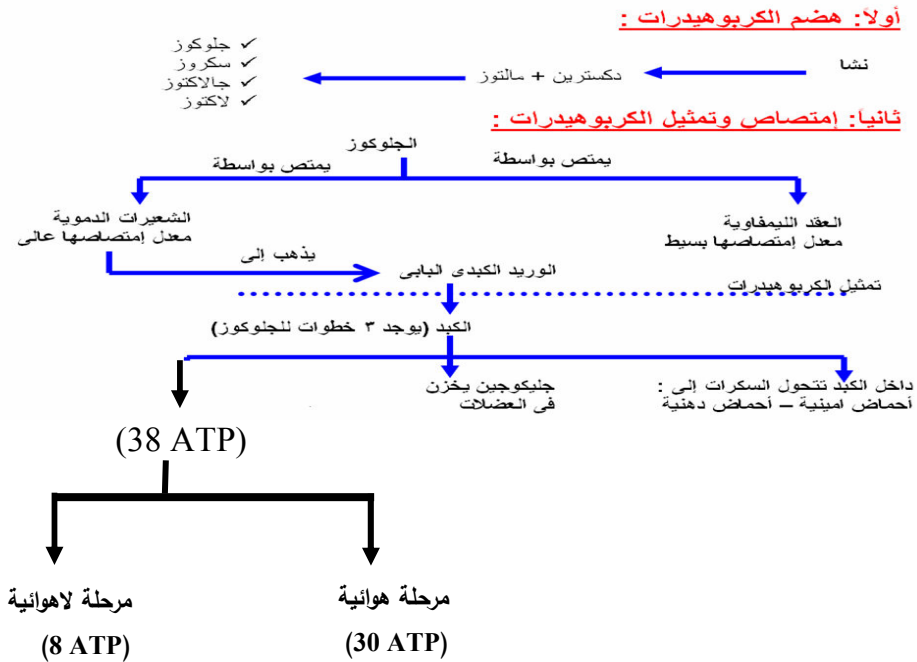 أولاً: هضم الكربوهيدرات :
نشا
دكسترين + مالتوز
✓ جلوكوز
✓ سكروز
✓ جالاكتوز
✓ لاكتوز
ثانياً: إمتصاص وتمثيل الكربوهيدرات :
الجلوكوز
يمتص بواسطة
يمتص بواسطة
العقد الليمفاوية
معدل إمتصاصها بسيط
الشعيرات الدموية
معدل إمتصاصها عالى
يذهب إلى
الوريد الكبدى البابى
تمثيل الكربوهيدرات
الكبد (يوجد ٣ خطوات للجلوكوز)
داخل الكبد تتحول السكرات إلى :
أحماض امينية – أحماض دهنية
جليكوجين يخزن
فى العضلات
(38 ATP)
مرحلة هوائية
(30 ATP)
مرحلة لاهوائية
(8 ATP)